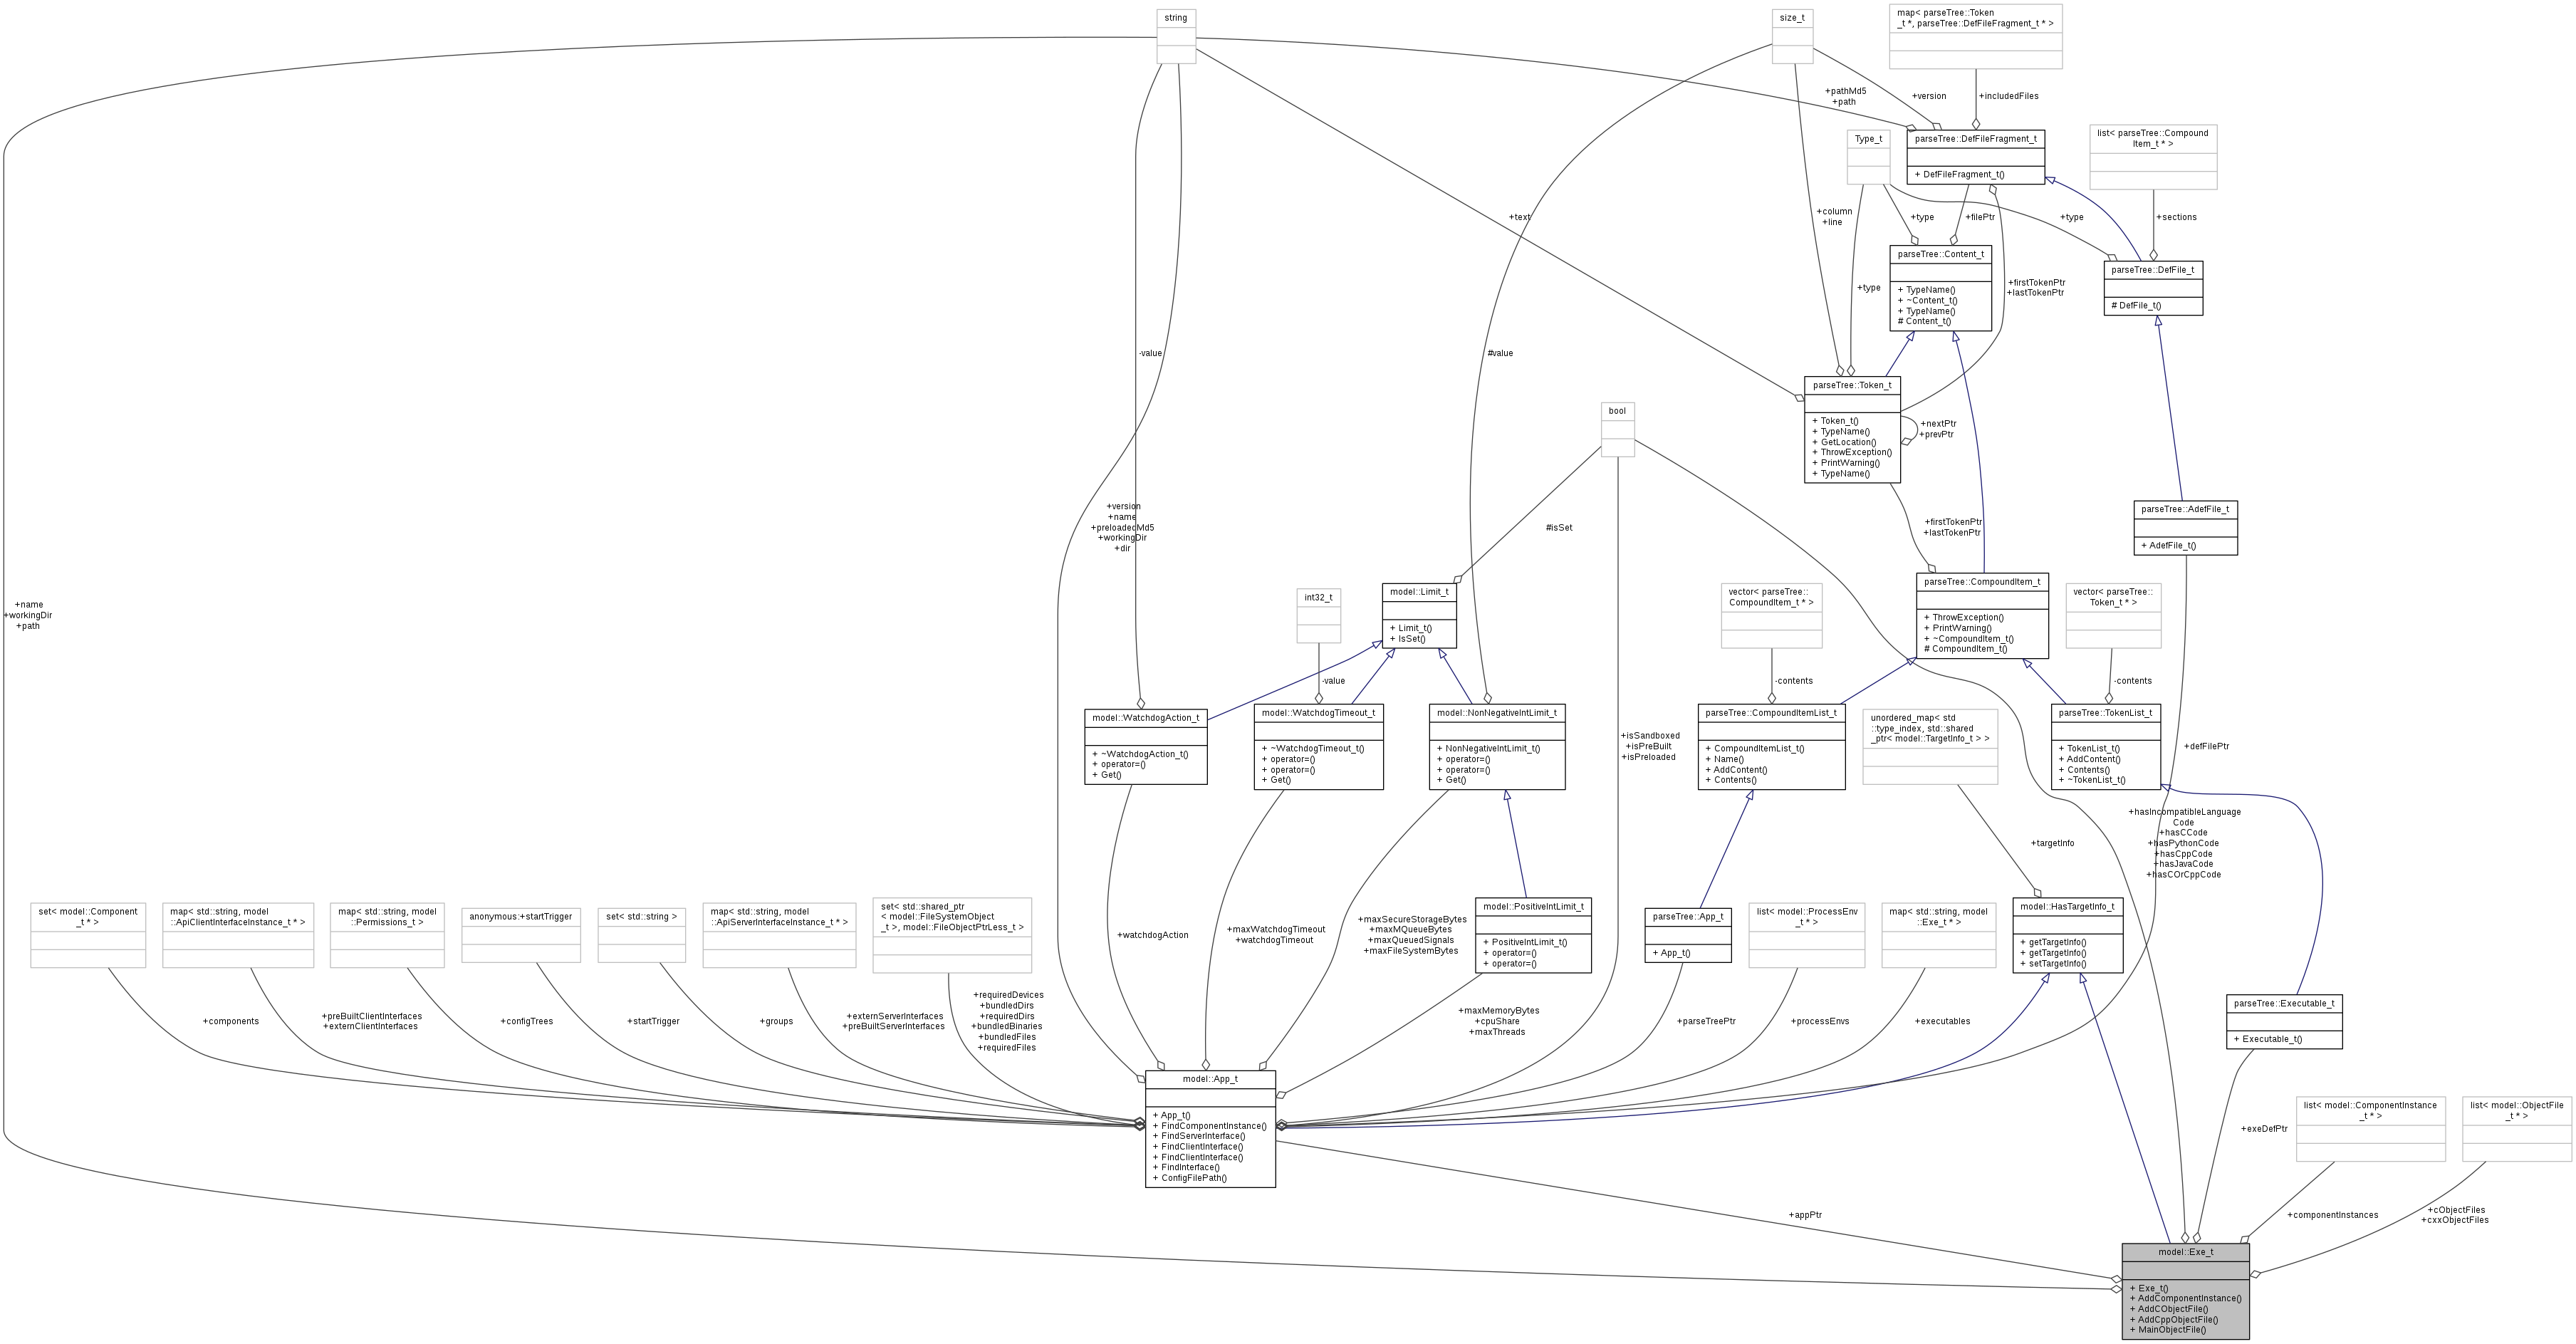 string
size_t
map< parseTree::Token
_t *, parseTree::DefFileFragment_t * >
+pathMd5
+path
+version
+includedFiles
Type_t
parseTree::DefFileFragment_t
+ DefFileFragment_t()
list< parseTree::Compound
Item_t * >
+text
+column
+line
+type
+filePtr
+type
+sections
parseTree::Content_t
+ TypeName()
+ ~Content_t()
+ TypeName()
# Content_t()
+type
+firstTokenPtr
+lastTokenPtr
parseTree::DefFile_t
# DefFile_t()
-value
#value
parseTree::Token_t
+ Token_t()
+ TypeName()
+ GetLocation()
+ ThrowException()
+ PrintWarning()
+ TypeName()
+nextPtr
+prevPtr
bool
+version
+name
+preloadedMd5
+workingDir
+dir
#isSet
+firstTokenPtr
+lastTokenPtr
parseTree::AdefFile_t
+ AdefFile_t()
+name
+workingDir
+path
int32_t
model::Limit_t
+ Limit_t()
+ IsSet()
vector< parseTree::
CompoundItem_t * >
parseTree::CompoundItem_t
+ ThrowException()
+ PrintWarning()
+ ~CompoundItem_t()
# CompoundItem_t()
vector< parseTree::
Token_t * >
-value
-contents
-contents
model::WatchdogAction_t
+ ~WatchdogAction_t()
+ operator=()
+ Get()
model::WatchdogTimeout_t
+ ~WatchdogTimeout_t()
+ operator=()
+ operator=()
+ Get()
model::NonNegativeIntLimit_t
+ NonNegativeIntLimit_t()
+ operator=()
+ operator=()
+ Get()
+isSandboxed
+isPreBuilt
+isPreloaded
parseTree::CompoundItemList_t
+ CompoundItemList_t()
+ Name()
+ AddContent()
+ Contents()
unordered_map< std
::type_index, std::shared
_ptr< model::TargetInfo_t > >
parseTree::TokenList_t
+ TokenList_t()
+ AddContent()
+ Contents()
+ ~TokenList_t()
+defFilePtr
+targetInfo
+hasIncompatibleLanguage
Code
+hasCCode
+hasPythonCode
+hasCppCode
+hasJavaCode
+hasCOrCppCode
set< model::Component
_t * >
map< std::string, model
::ApiClientInterfaceInstance_t * >
map< std::string, model
::Permissions_t >
anonymous:+startTrigger
set< std::string >
map< std::string, model
::ApiServerInterfaceInstance_t * >
set< std::shared_ptr
< model::FileSystemObject
_t >, model::FileObjectPtrLess_t >
+watchdogAction
+maxWatchdogTimeout
+watchdogTimeout
+maxSecureStorageBytes
+maxMQueueBytes
+maxQueuedSignals
+maxFileSystemBytes
model::PositiveIntLimit_t
+ PositiveIntLimit_t()
+ operator=()
+ operator=()
parseTree::App_t
+ App_t()
list< model::ProcessEnv
_t * >
map< std::string, model
::Exe_t * >
model::HasTargetInfo_t
+ getTargetInfo()
+ getTargetInfo()
+ setTargetInfo()
parseTree::Executable_t
+ Executable_t()
+components
+preBuiltClientInterfaces
+externClientInterfaces
+configTrees
+startTrigger
+groups
+externServerInterfaces
+preBuiltServerInterfaces
+requiredDevices
+bundledDirs
+requiredDirs
+bundledBinaries
+bundledFiles
+requiredFiles
+maxMemoryBytes
+cpuShare
+maxThreads
+parseTreePtr
+processEnvs
+executables
model::App_t
+ App_t()
+ FindComponentInstance()
+ FindServerInterface()
+ FindClientInterface()
+ FindClientInterface()
+ FindInterface()
+ ConfigFilePath()
+exeDefPtr
list< model::ComponentInstance
_t * >
list< model::ObjectFile
_t * >
+appPtr
+componentInstances
+cObjectFiles
+cxxObjectFiles
model::Exe_t
+ Exe_t()
+ AddComponentInstance()
+ AddCObjectFile()
+ AddCppObjectFile()
+ MainObjectFile()